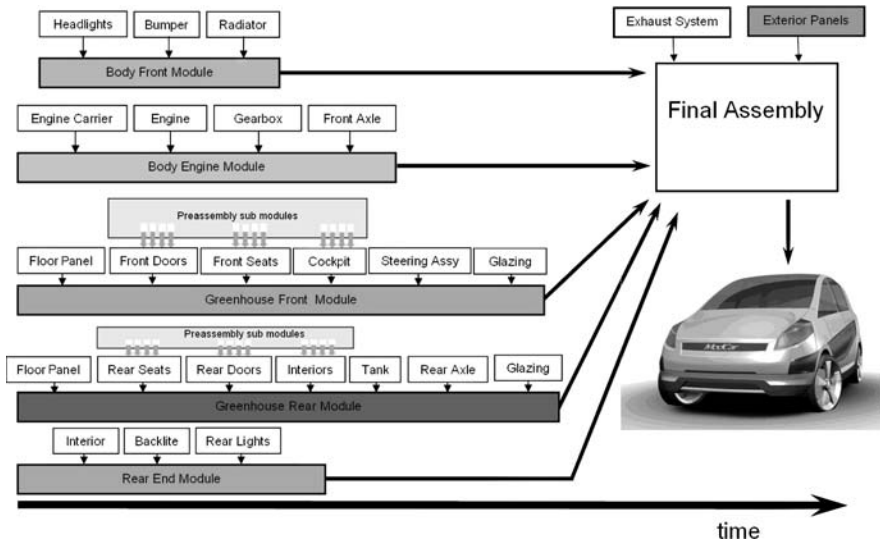 Headlights
Bumper
Radiator
Exhaust System
Exterior Panels
Body Front Module
Final Assembly
Engine Carrier
Engine
Gearbox
Front Axle
Body Engine Module
Preassembly sub modules
Floor Panel
Front Doors
Front Seats
Cockpit
Steering Assy
Glazing
Greenhouse Front Module
Preassembly sub modules
Floor Panel
Rear Seats
Rear Doors
Interiors
Tank
Rear Axle
Glazing
Greenhouse Rear Module
Interior
Backlite
Rear Lights
Rear End Module
time